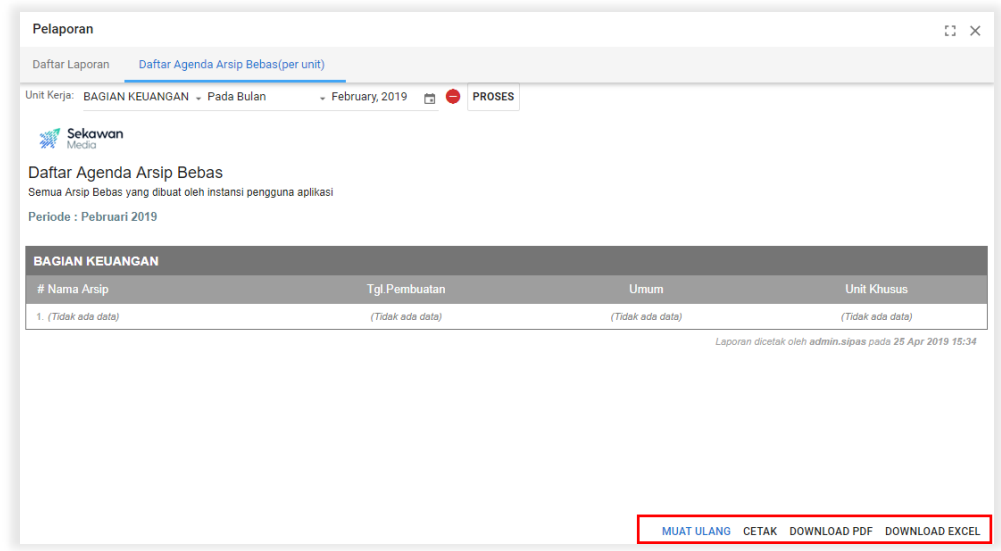 Pelaporan
Daftar Laporan Daftar Agenda Arsip Bebas(per unit)
Unit Kerja: BAGIAN KEUANGAN Pada Bulan February, 2019 PROSES
Sekawan
Media
Daftar Agenda Arsip Bebas
Semua Arsip Bebas yang dibuat oleh instansi pengguna aplikasi
Periode : Pebruari 2019
BAGIAN KEUANGAN
# Nama Arsip Tgl.Pembuatan Umum Unit Khusus
1. (Tidak ada data) (Tidak ada data) (Tidak ada data) (Tidak ada data)
Laporan dicetak oleh admin.sipas pada 25 Apr 2019 15:34
MUAT ULANG CETAK DOWNLOAD PDF DOWNLOAD EXCEL